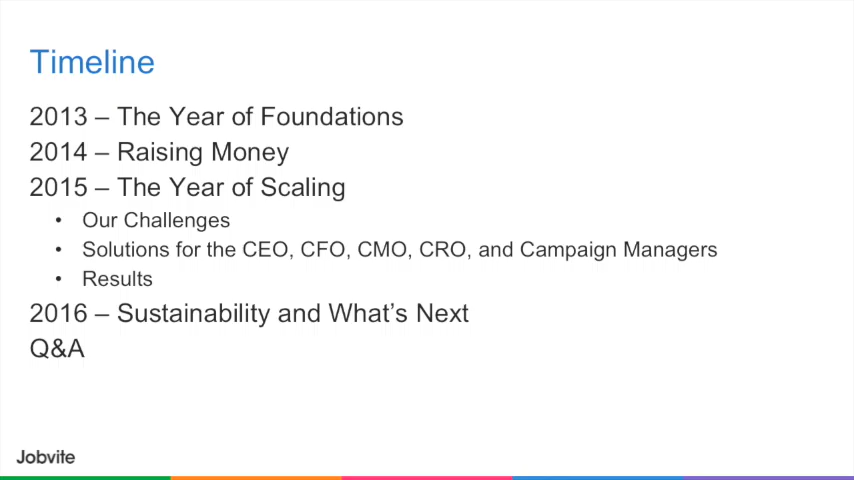 Timeline
2013 – The Year of Foundations
2014 – Raising Money
2015 – The Year of Scaling
• Our Challenges
• Solutions for the CEO, CFO, CMO, CRO, and Campaign Managers
• Results
2016 – Sustainability and What’s Next
Q&A
Jobvite